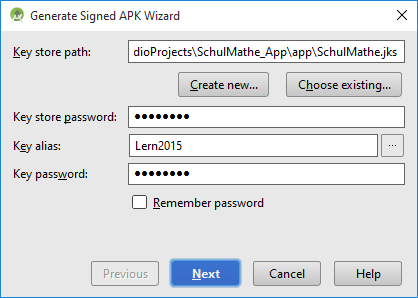 Generate Signed APK Wizard
Key store path: dioProjects\SchulMathe_App\app\SchulMathe.jks
Create new... Choose existing...
Key store password: ••••••••
Key alias: Lern2015 ...
Key password: ••••••••
Remember password
Previous Next Cancel Help